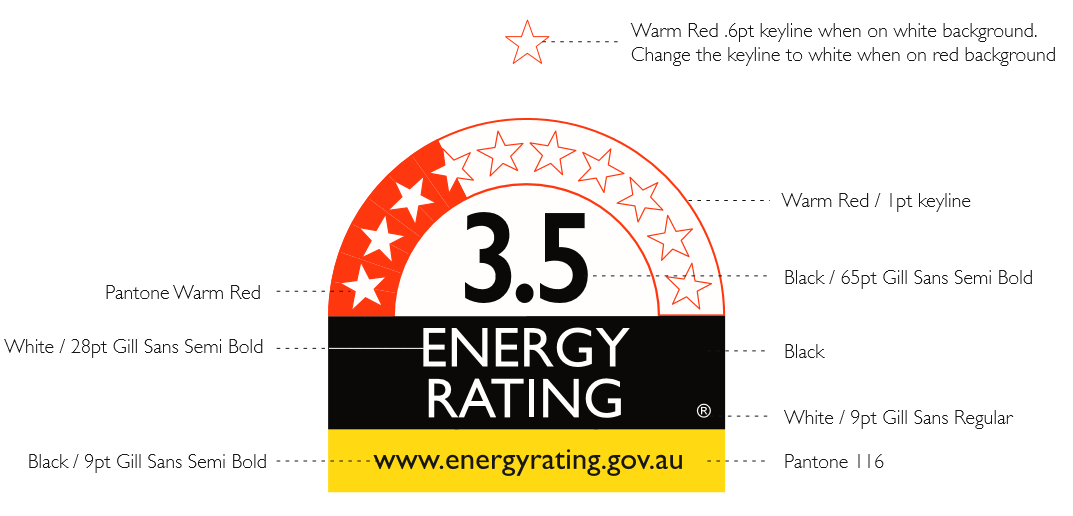 Warm Red .6pt keyline when on white background.
Change the keyline to white when on red background
Warm Red / 1pt keyline
3.5
Black / 65pt Gill Sans Semi Bold
Pantone Warm Red
White / 28pt Gill Sans Semi Bold
ENERGY
RATING
®
Black
White / 9pt Gill Sans Regular
Black / 9pt Gill Sans Semi Bold
www.energyrating.gov.au
Pantone 116